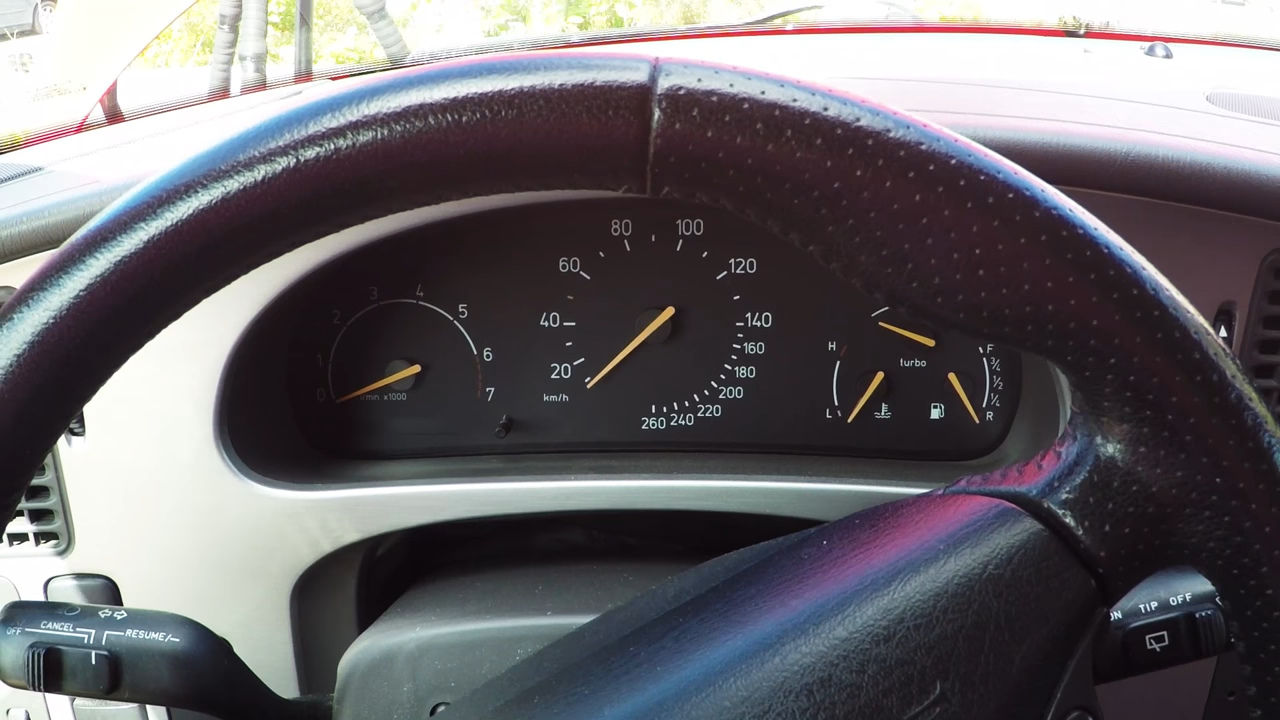 0
1
2
3
4
5
6
7
/min x1000
20
40
60
80
100
120
140
160
180
200
220
240
260
km/h
turbo
H
L
F
3/4
1/2
1/4
R
OFF
CANCEL
RESUME/–
TIP OFF